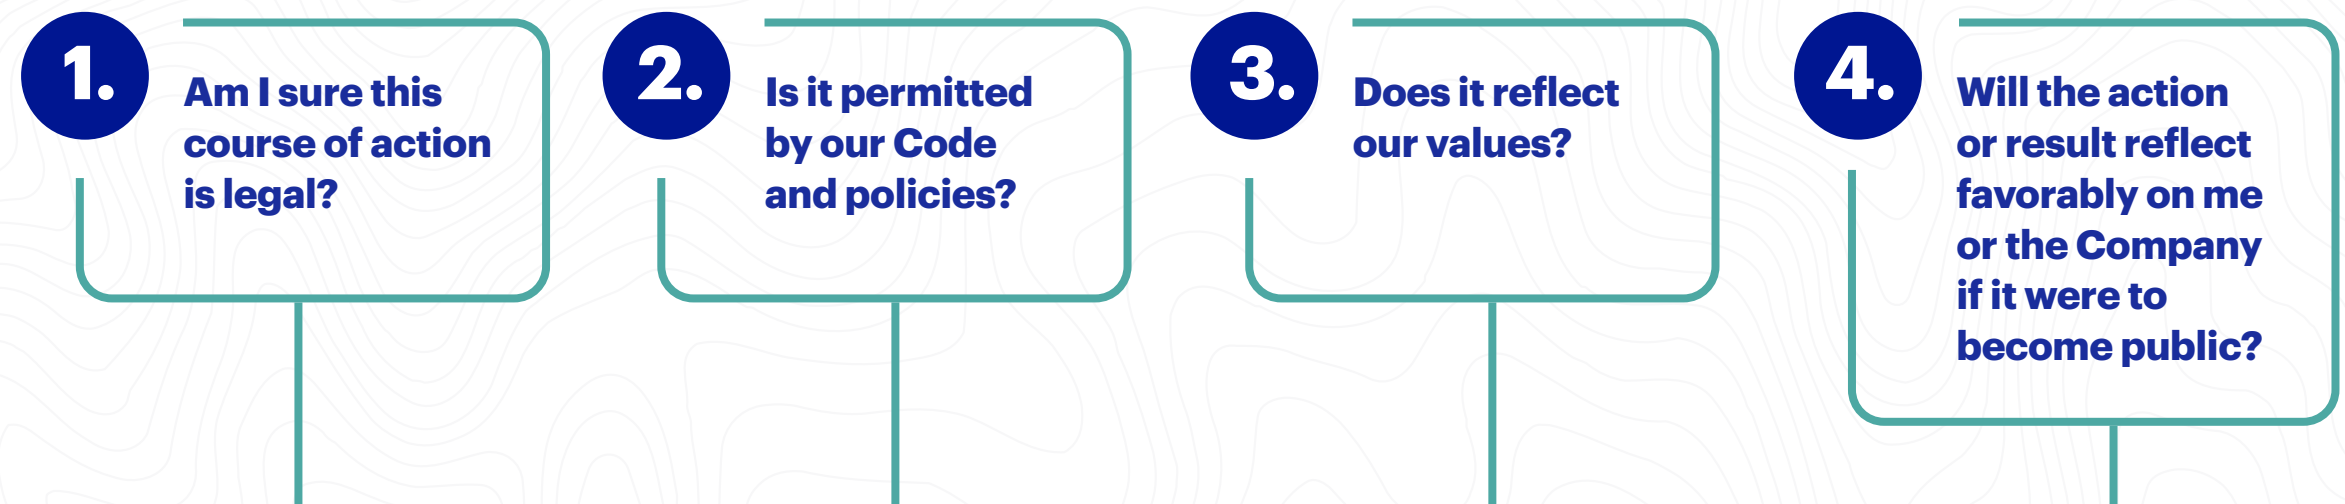 1.
Am I sure this
course of action
is legal?
2.
Is it permitted
by our Code
and policies?
3.
Does it reflect
our values?
4.
Will the action
or result reflect
favorably on me
or the Company
if it were to
become public?